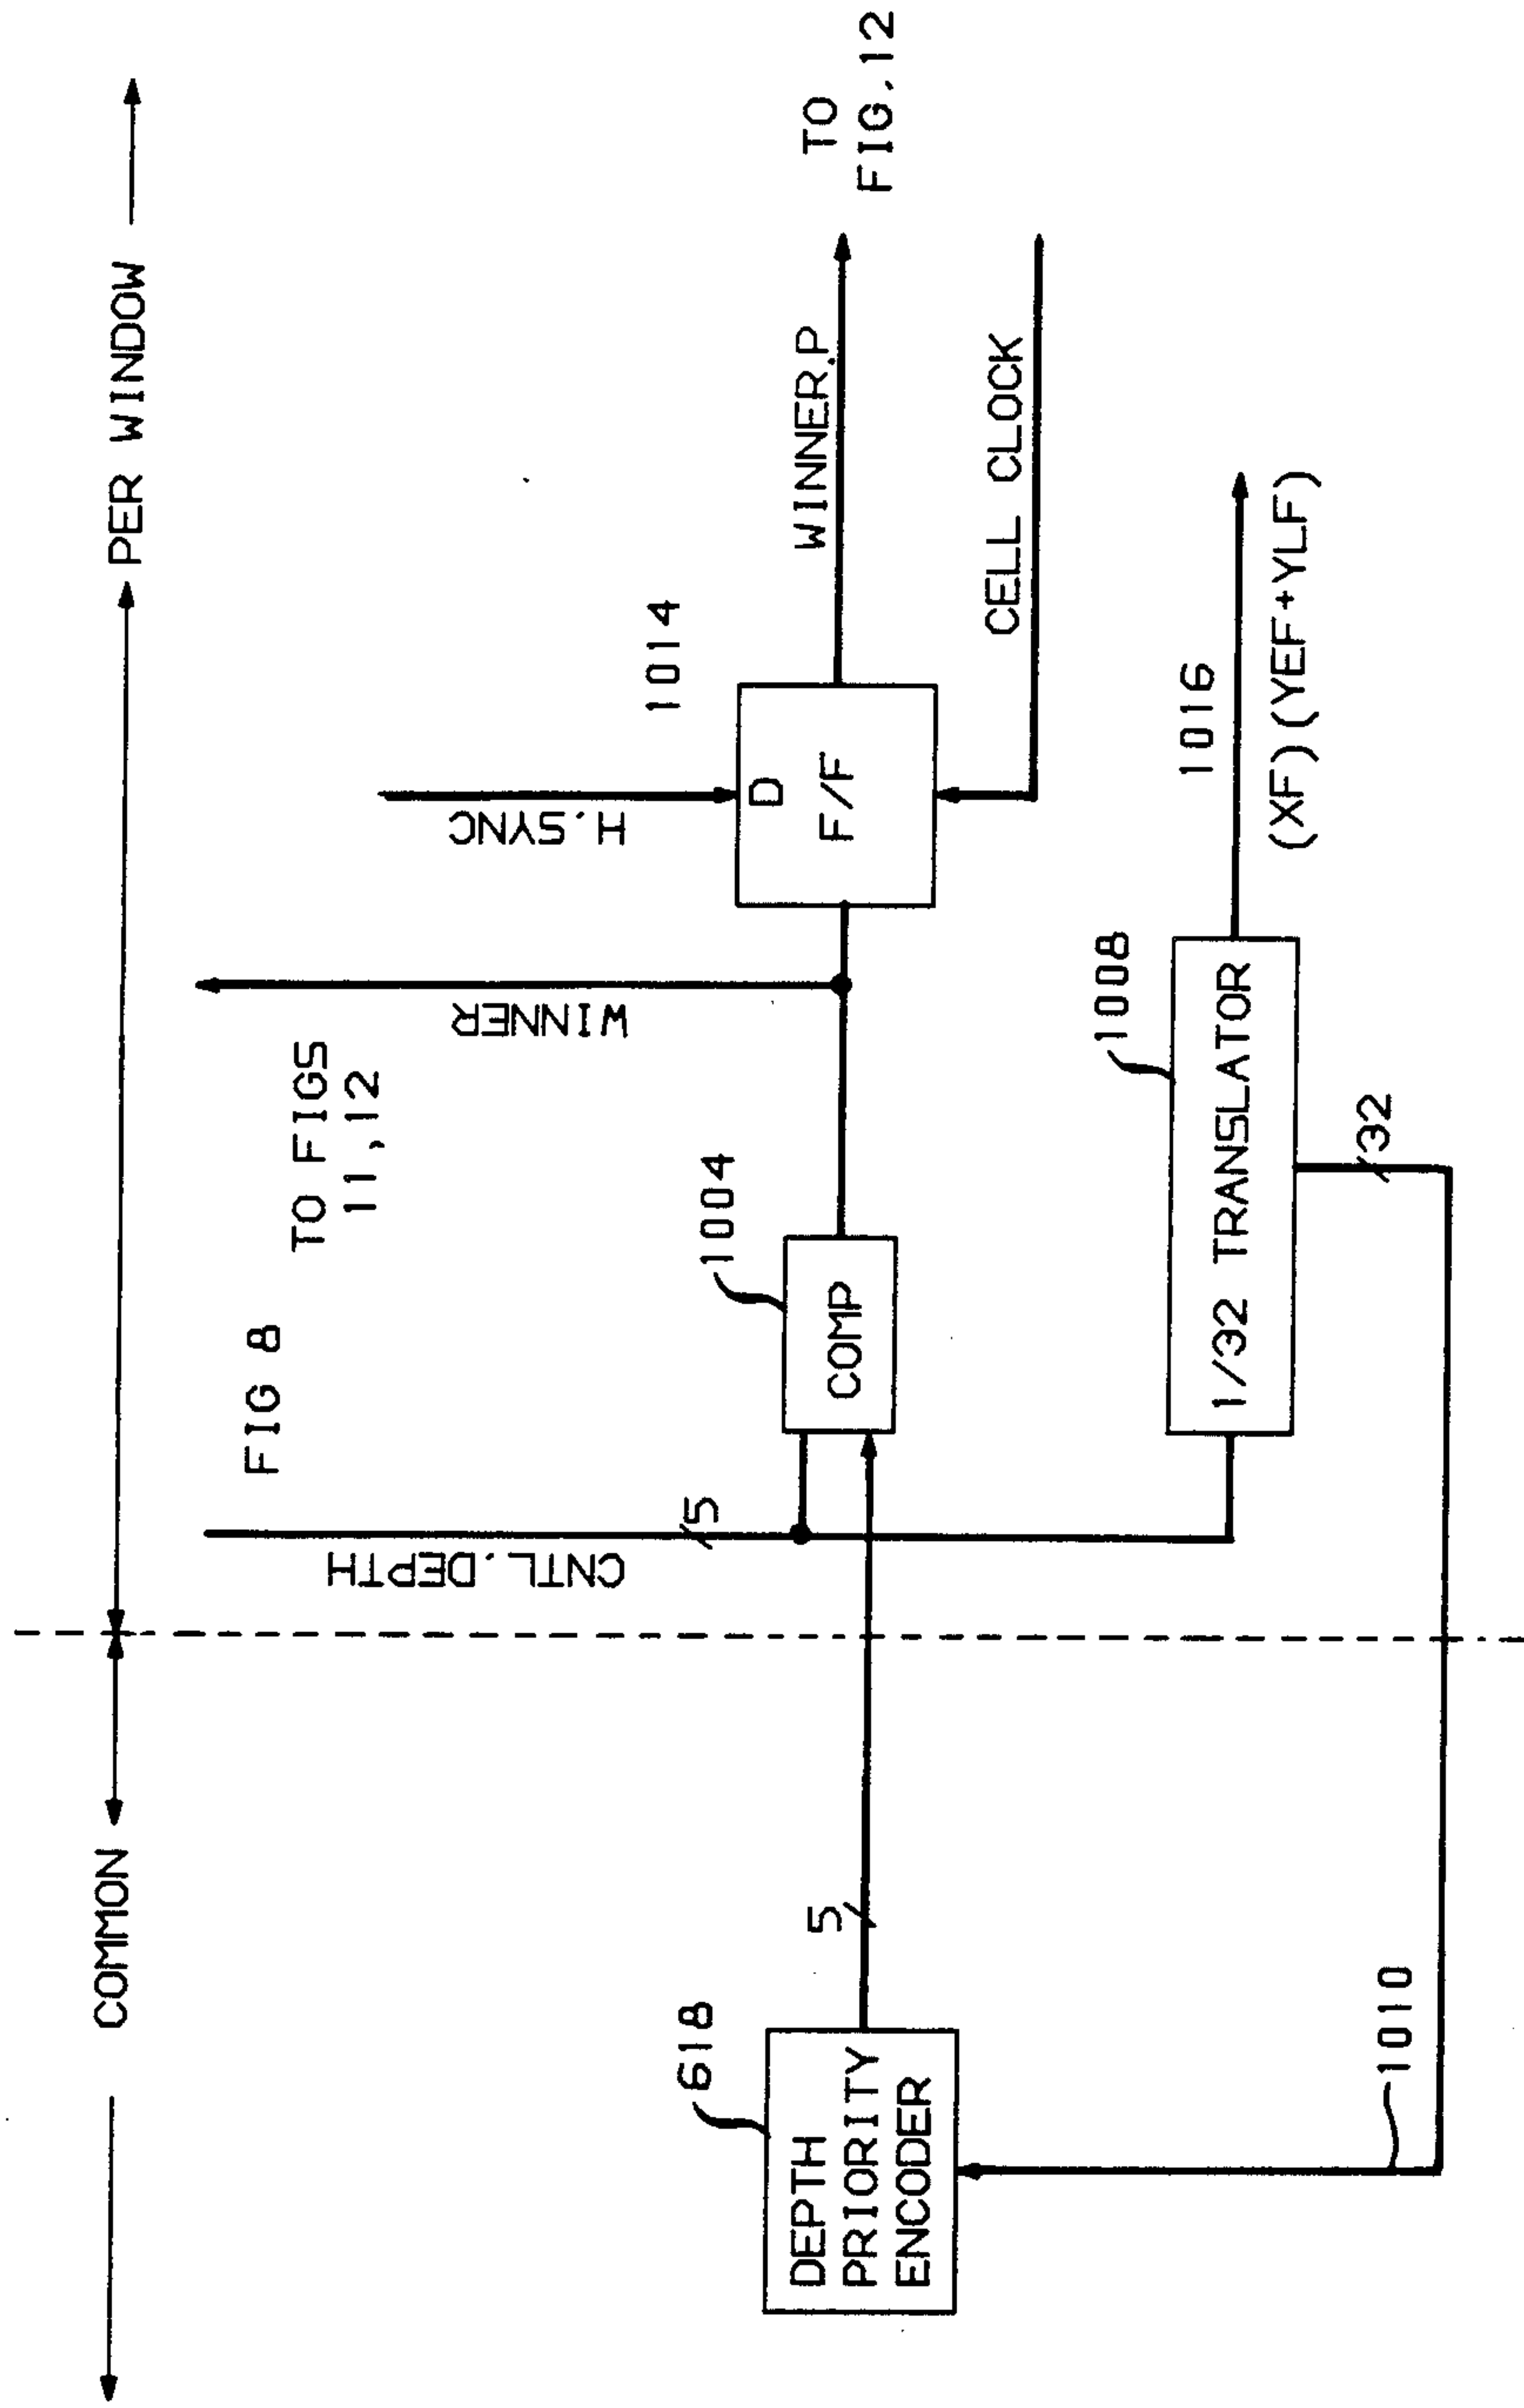 COMMON
PER WINDOW
FIG 8
TO FIGS
11,12
CNTL.DEPTH
5
WINNER
H.SYNC
618
DEPTH
PRIORITY
ENCODER
5
1004
COMP
1014
D
F/F
WINNER.P
TO
FIG.12
CELL CLOCK
1008
1/32 TRANSLATOR
1016
(XF)(YEF+YLF)
32
1010